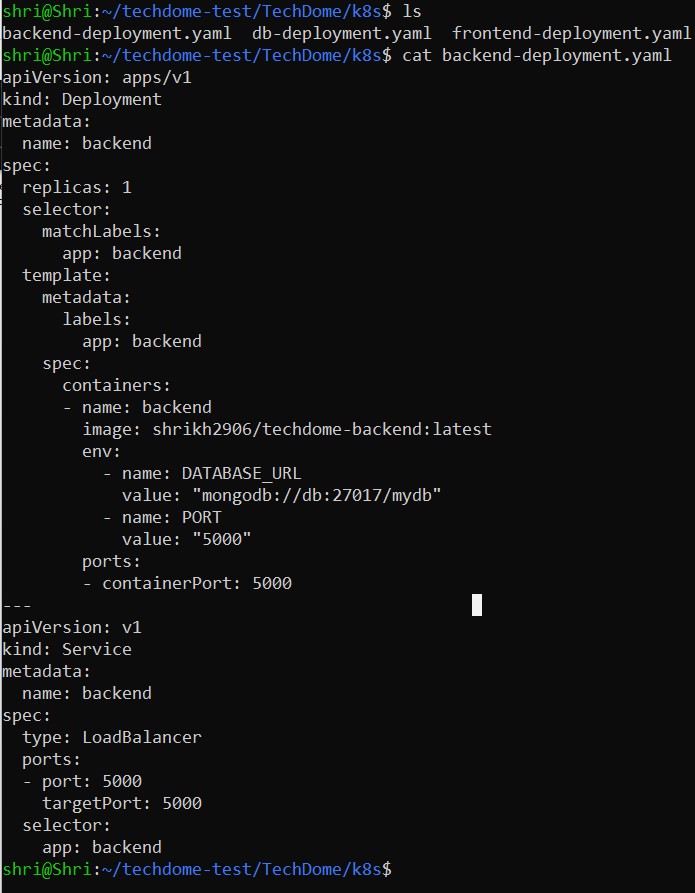 shri@Shri:~/techdome-test/TechDome/k8s$ ls
backend-deployment.yaml  db-deployment.yaml  frontend-deployment.yaml
shri@Shri:~/techdome-test/TechDome/k8s$ cat backend-deployment.yaml
apiVersion: apps/v1
kind: Deployment
metadata:
  name: backend
spec:
  replicas: 1
  selector:
    matchLabels:
      app: backend
  template:
    metadata:
      labels:
        app: backend
    spec:
      containers:
      - name: backend
        image: shrikh2906/techdome-backend:latest
        env:
          - name: DATABASE_URL
            value: "mongodb://db:27017/mydb"
          - name: PORT
            value: "5000"
        ports:
        - containerPort: 5000
---
apiVersion: v1
kind: Service
metadata:
  name: backend
spec:
  type: LoadBalancer
  ports:
  - port: 5000
    targetPort: 5000
  selector:
    app: backend
shri@Shri:~/techdome-test/TechDome/k8s$